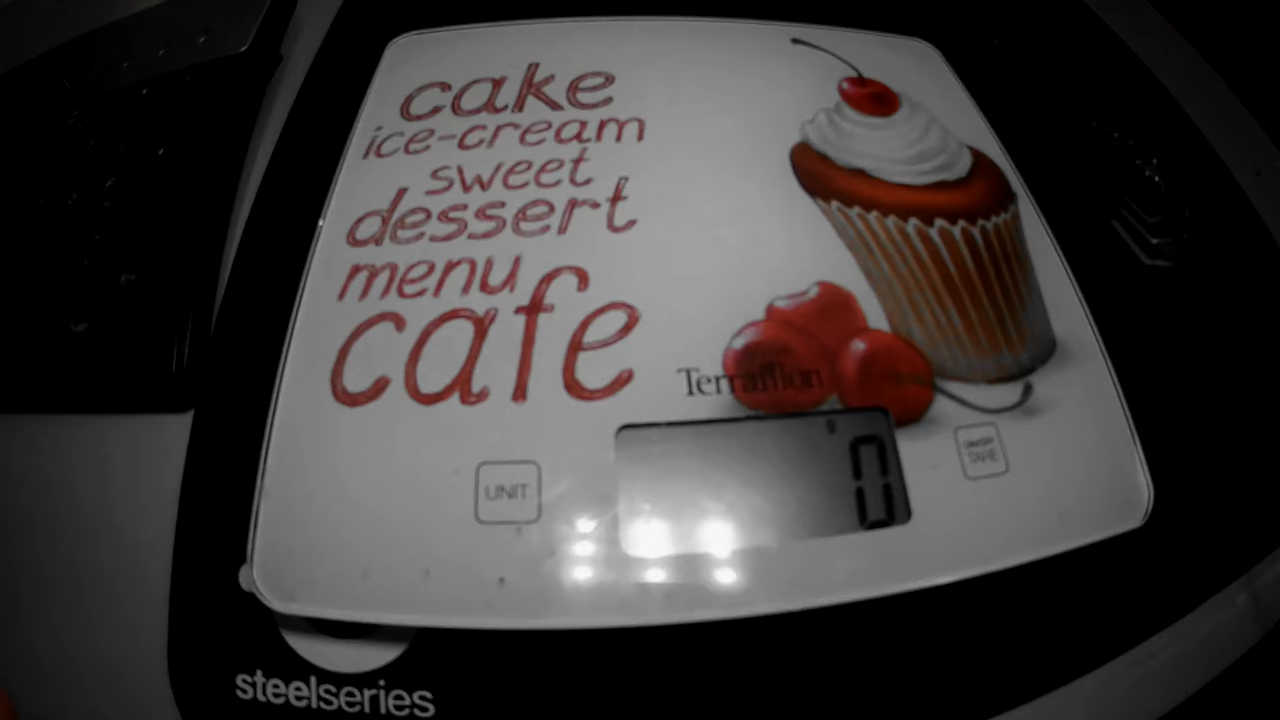 cake
ice-cream
sweet
dessert
menu
cafe
Terraillon
0
UNIT
TARE
steelseries